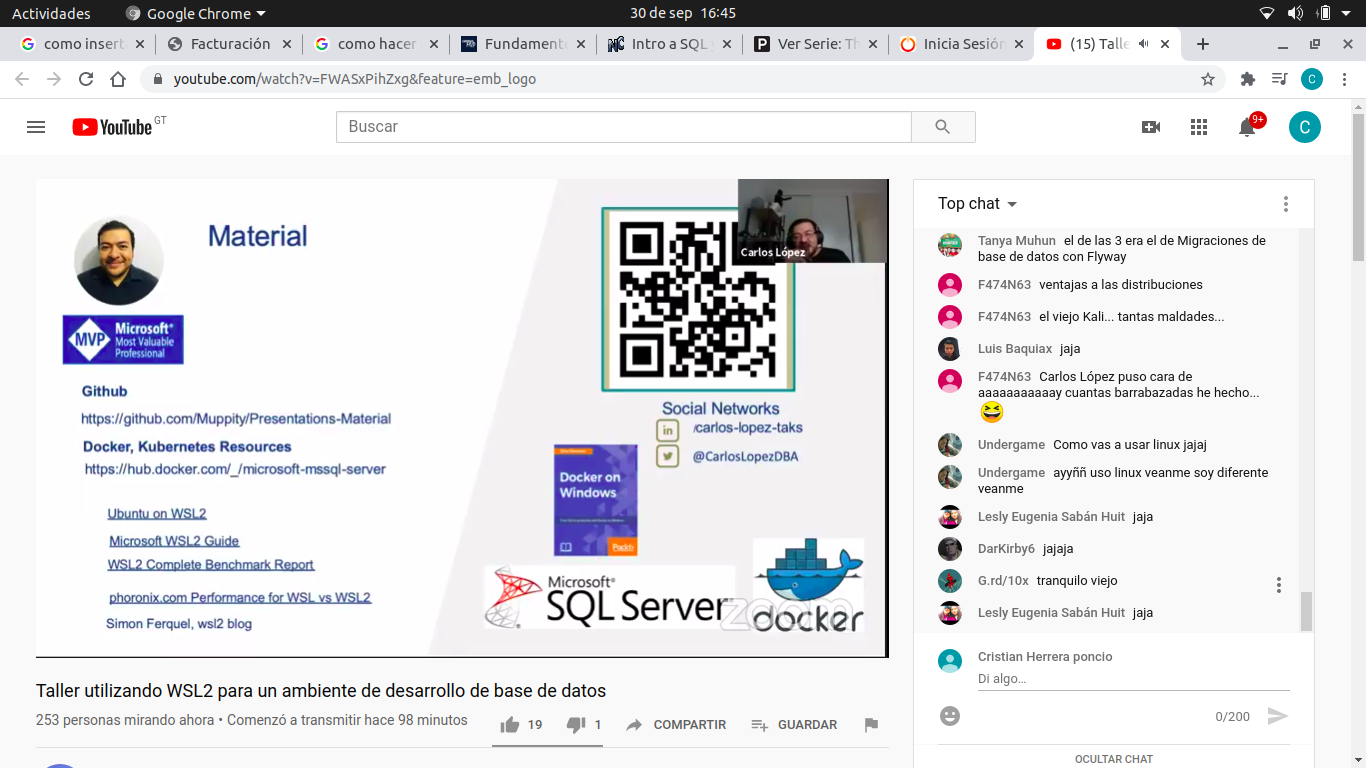 Actividades
Google Chrome
30 de sep 16:45
como insert
Facturación
como hacer
Fundament
Intro a SQL y
Ver Serie: Th
Inicia Sesión
(15) Talle
youtube.com/watch?v=FWASxPihZxg&feature=emb_logo
C
YouTube GT
Buscar
9+
C
Material
Carlos López
MVP
Microsoft®
Most Valuable
Professional
Github
https://github.com/Muppity/Presentations-Material
Docker, Kubernetes Resources
https://hub.docker.com/_/microsoft-mssql-server
Ubuntu on WSL2
Microsoft WSL2 Guide
WSL2 Complete Benchmark Report
phoronix.com Performance for WSL vs WSL2
Simon Ferquel, wsl2 blog
Social Networks
in
/carlos-lopez-taks
@CarlosLopezDBA
Docker on
Windows
Packt>
Microsoft®
SQL Server
zoom
docker
Taller utilizando WSL2 para un ambiente de desarrollo de base de datos
253 personas mirando ahora • Comenzó a transmitir hace 98 minutos
19
1
COMPARTIR
GUARDAR
Top chat
Tanya Muhun el de las 3 era el de Migraciones de
base de datos con Flyway
F474N63 ventajas a las distribuciones
F474N63 el viejo Kali... tantas maldades...
Luis Baquiax jaja
F474N63 Carlos López puso cara de
aaaaaaaaaaay cuantas barrabazadas he hecho...
Undergame Como vas a usar linux jajaj
Undergame ayyññ uso linux veanme soy diferente
veanme
Lesly Eugenia Sabán Huit jaja
DarKirby6 jajaja
G.rd/10x tranquilo viejo
Lesly Eugenia Sabán Huit jaja
Cristian Herrera poncio
Di algo...
0/200
OCULTAR CHAT